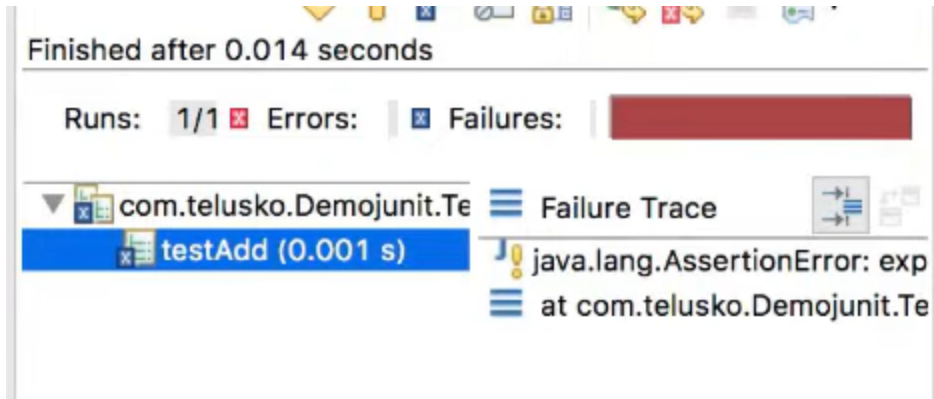 Finished after 0.014 seconds
Runs: 1/1 Errors: Failures:
com.telusko.Demojunit.Te
testAdd (0.001 s)
Failure Trace
java.lang.AssertionError: exp
at com.telusko.Demojunit.Te